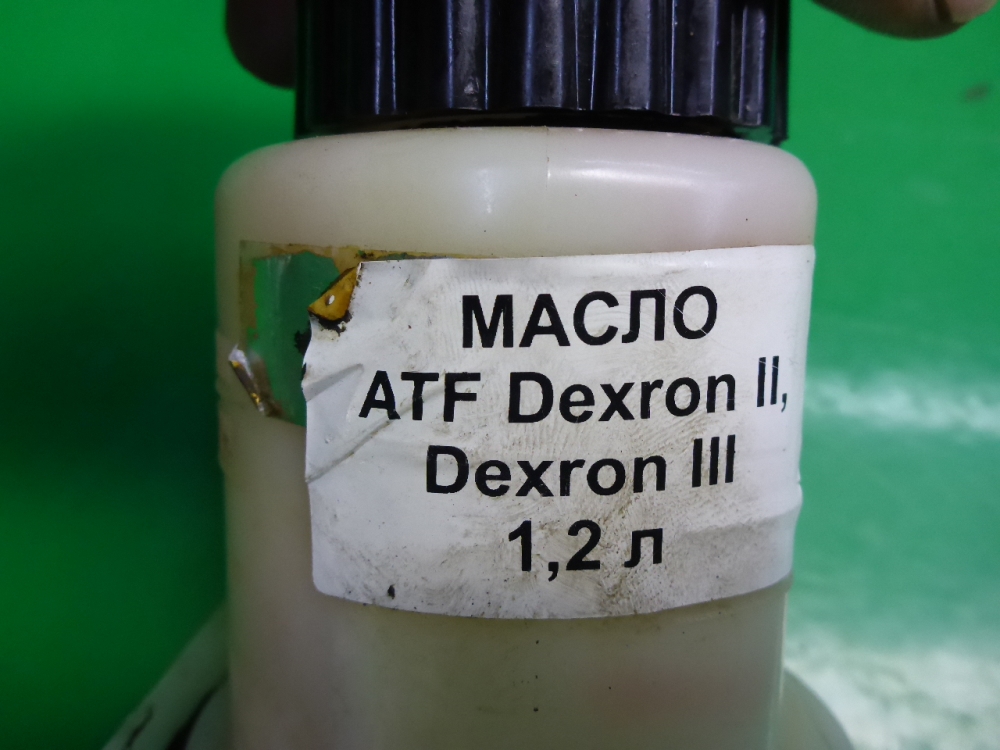 МАСЛО
ATF Dexron II,
Dexron III
1,2 л